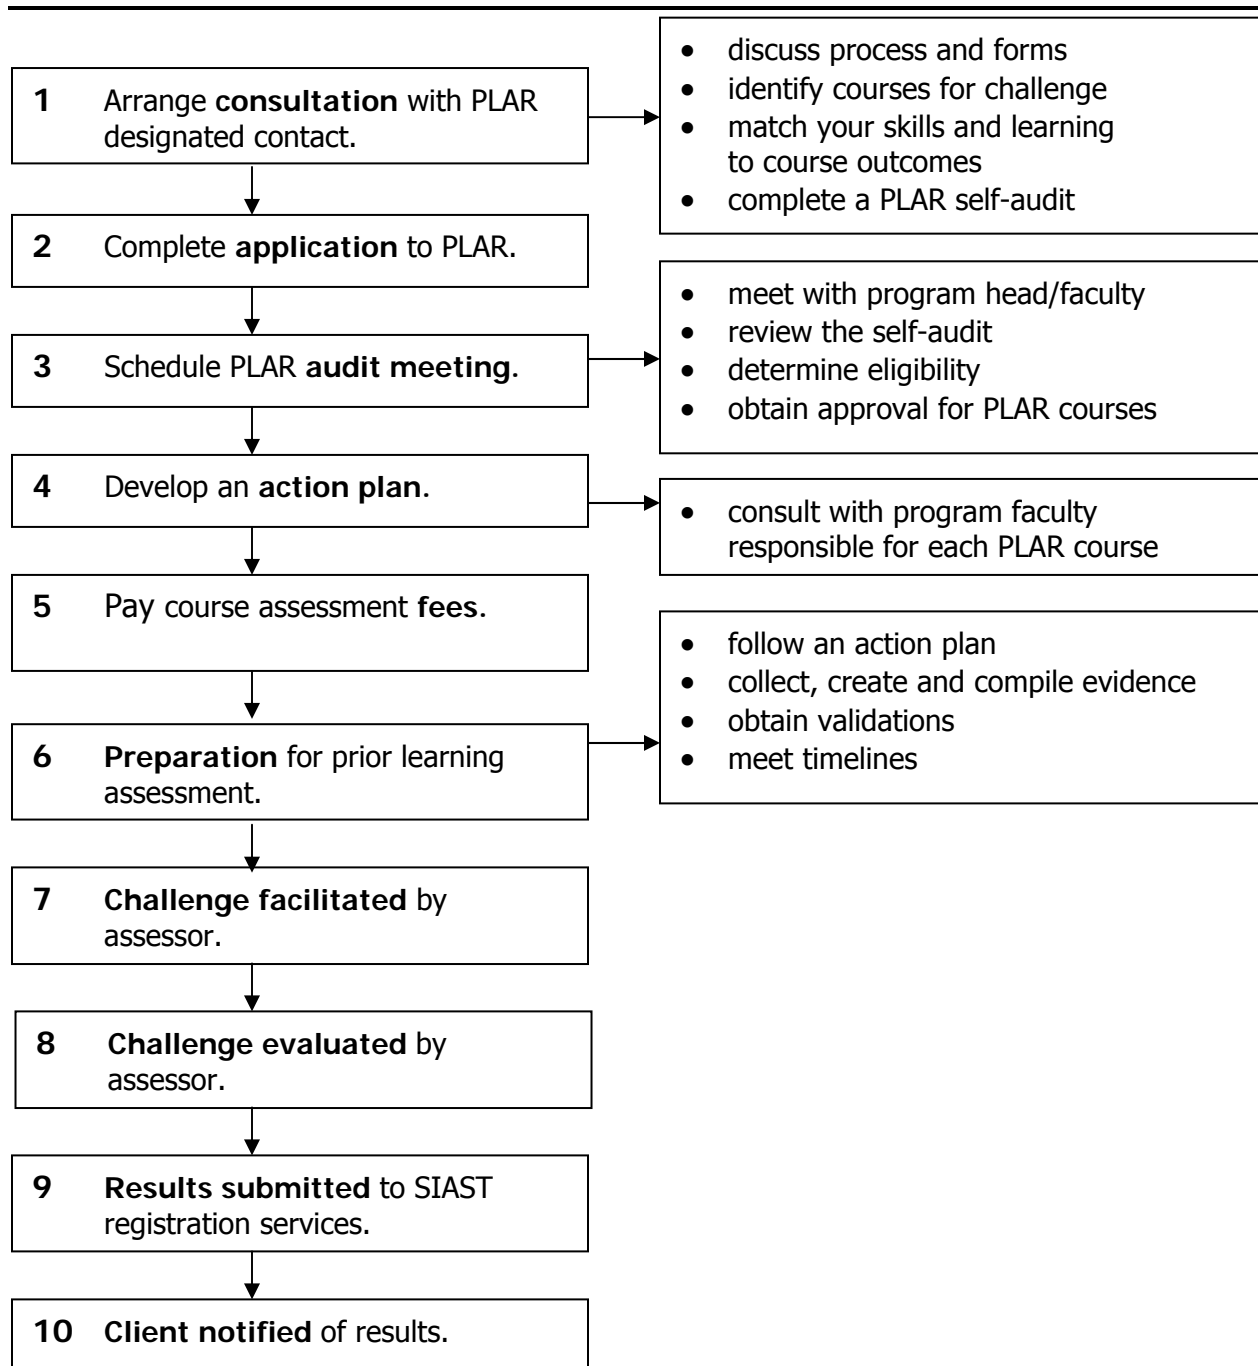 1 Arrange consultation with PLAR
designated contact.
• discuss process and forms
• identify courses for challenge
• match your skills and learning
to course outcomes
• complete a PLAR self-audit
2 Complete application to PLAR.
3 Schedule PLAR audit meeting.
• meet with program head/faculty
• review the self-audit
• determine eligibility
• obtain approval for PLAR courses
4 Develop an action plan.
• consult with program faculty
responsible for each PLAR course
5 Pay course assessment fees.
6 Preparation for prior learning
assessment.
• follow an action plan
• collect, create and compile evidence
• obtain validations
• meet timelines
7 Challenge facilitated by
assessor.
8 Challenge evaluated by
assessor.
9 Results submitted to SIAST
registration services.
10 Client notified of results.